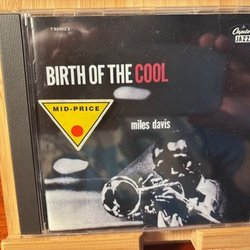 Capitol
JAZZ
BIRTH OF THE COOL
MID-PRICE
miles davis